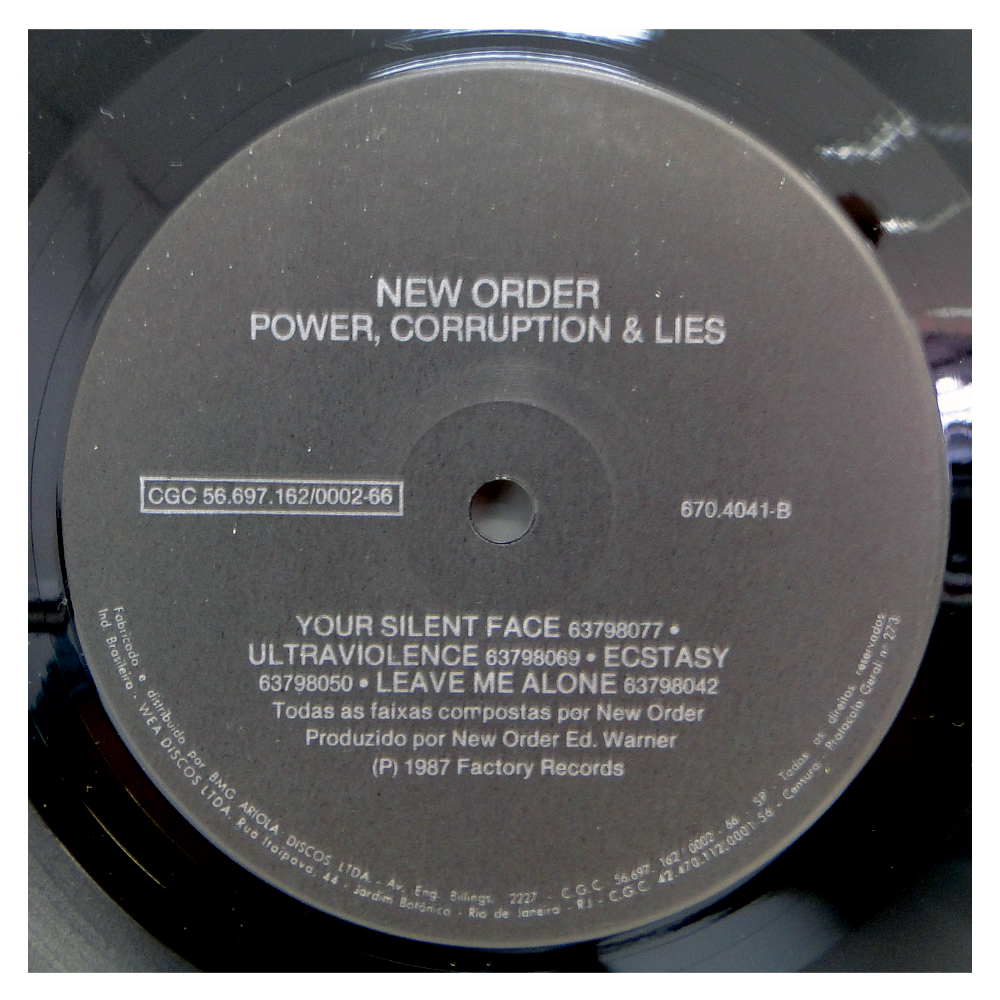 NEW ORDER
POWER, CORRUPTION & LIES
CGC 56.697.162/0002-66
670.4041-B
YOUR SILENT FACE 63798077 •
ULTRAVIOLENCE 63798069 • ECSTASY
63798050 • LEAVE ME ALONE 63798042
Todas as faixas compostas por New Order
Produzido por New Order Ed. Warner
(P) 1987 Factory Records
Fabricado e distribuido por BMG ARIOLA DISCOS LTDA - Av. Eng. Billings, 2227 - C.G.C. 56.697.162/0002-66 - SP. Todos os direitos reservados
Ind. Brasileira - WEA DISCOS LTDA. Rua Itaipava, 44 - Jardim Botânico - Rio de Janeiro - RJ - C.G.C. 42.470.112/0001-56 - Censura: Protocolo Geral: nº 273